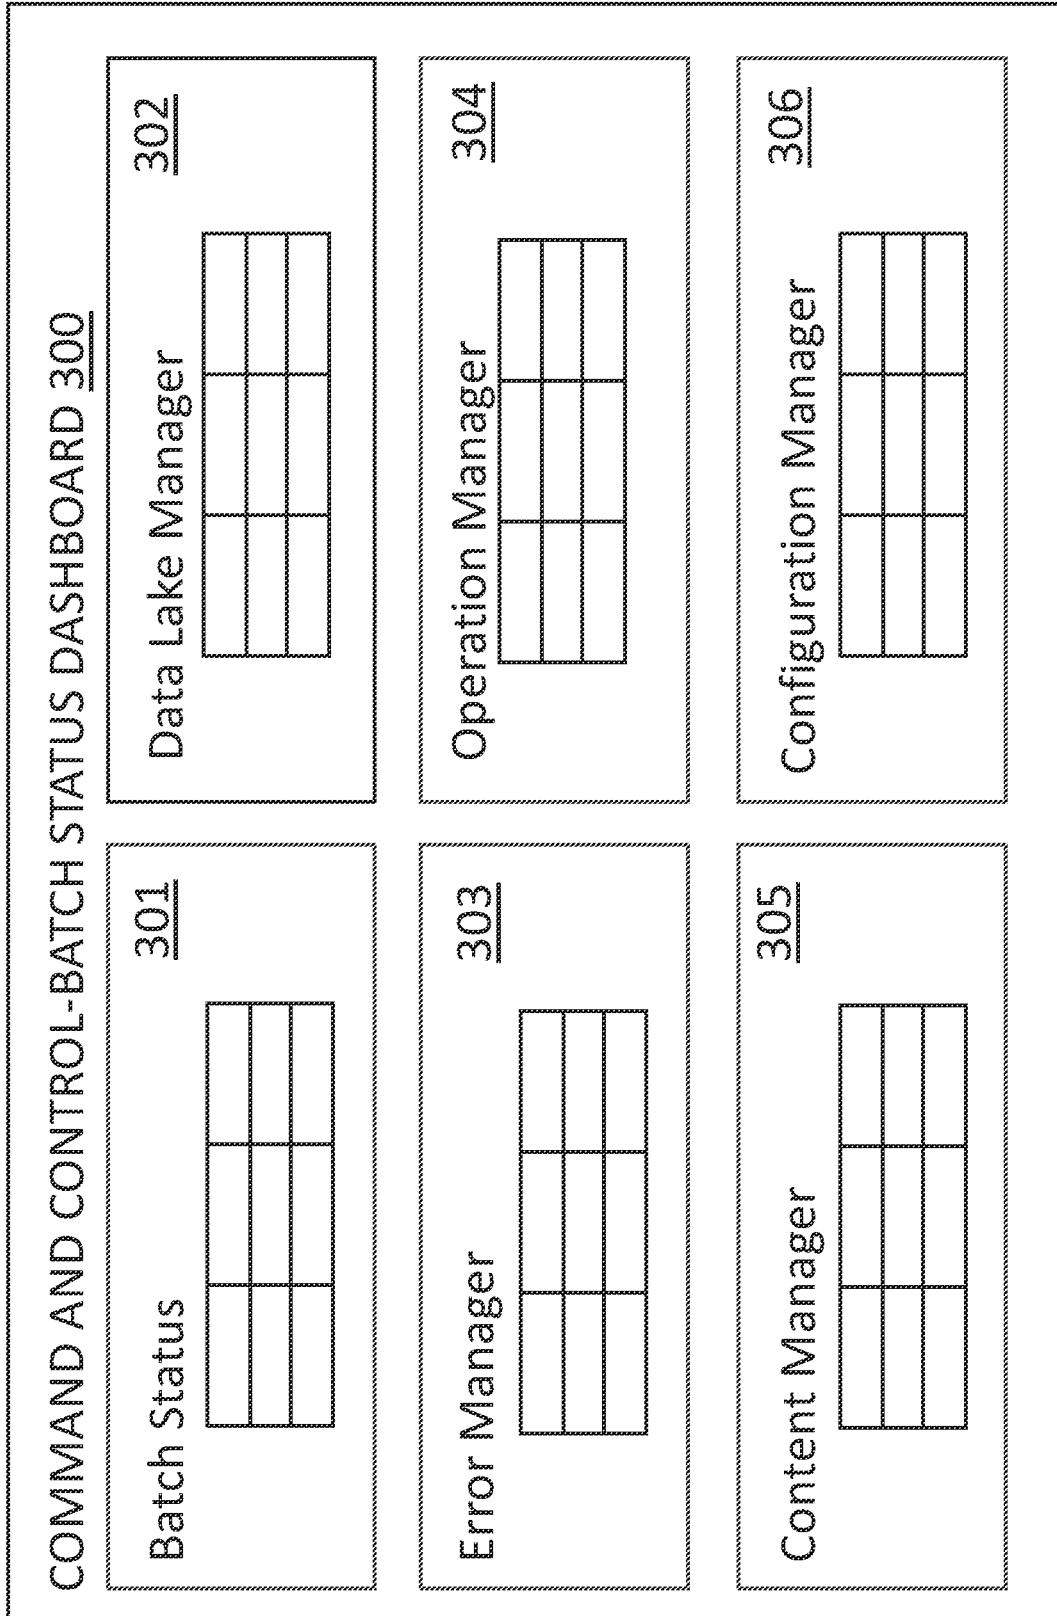 COMMAND AND CONTROL-BATCH STATUS DASHBOARD 300
Batch Status
301
Data Lake Manager
302
Error Manager
303
Operation Manager
304
Content Manager
305
Configuration Manager
306